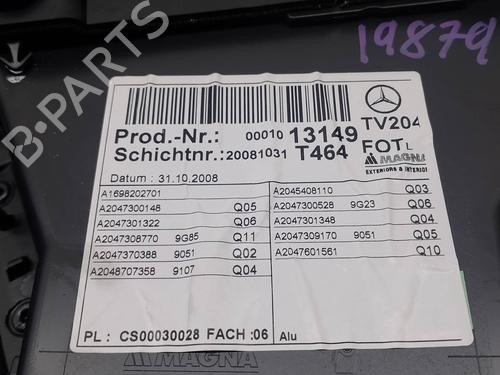 19879
Prod.-Nr.: 00010 13149 TV204
Schichtnr.: 20081031 T464 FOT L
MAGNA
EXTERIORS & INTERIORS
Datum : 31.10.2008
A1698202701
A2047300148 Q05
A2047301322 Q06
A2047308770 9G85 Q11
A2047370388 9051 Q02
A2048707358 9107 Q04
A2045408110 Q03
A2047300528 9G23 Q06
A2047301348 Q04
A2047309170 9051 Q05
A2047601561 Q10
PL : CS00030028 FACH :06 Alu
MAGNA
B-PARTS